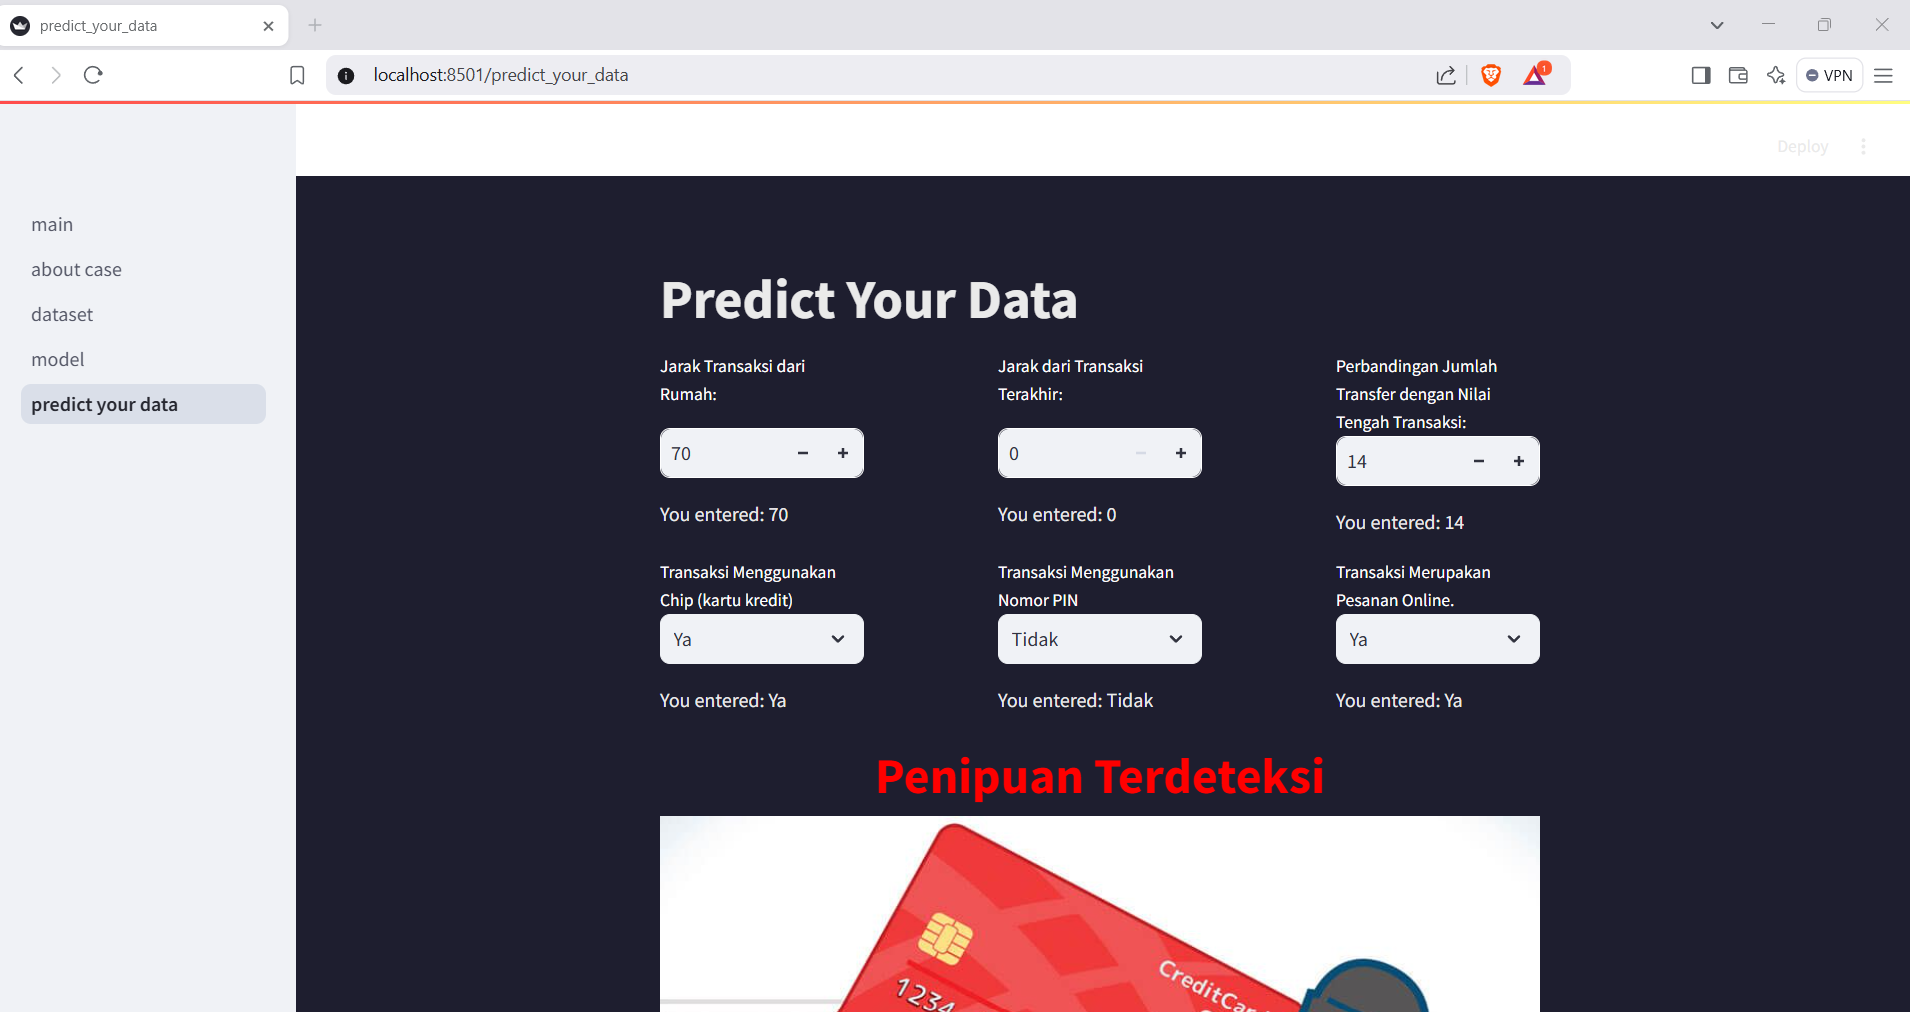 predict_your_data
localhost:8501/predict_your_data
1
VPN
Deploy
main
about case
dataset
model
predict your data
Predict Your Data
Jarak Transaksi dari
Rumah:
70
You entered: 70
Jarak dari Transaksi
Terakhir:
0
You entered: 0
Perbandingan Jumlah
Transfer dengan Nilai
Tengah Transaksi:
14
You entered: 14
Transaksi Menggunakan
Chip (kartu kredit)
Ya
You entered: Ya
Transaksi Menggunakan
Nomor PIN
Tidak
You entered: Tidak
Transaksi Merupakan
Pesanan Online.
Ya
You entered: Ya
Penipuan Terdeteksi
1234